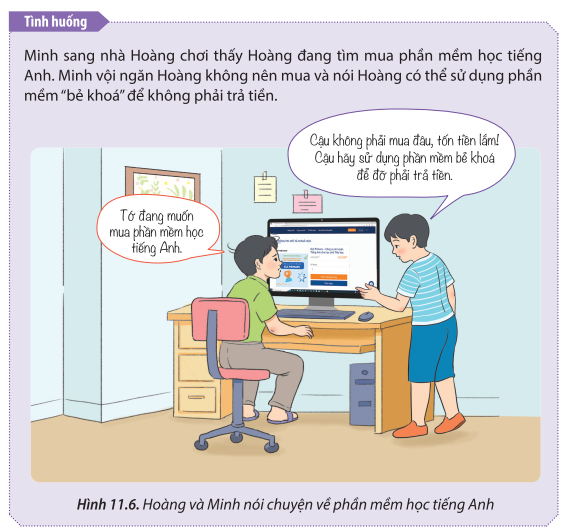 Tình huống
Minh sang nhà Hoàng chơi thấy Hoàng đang tìm mua phần mềm học tiếng
Anh. Minh vội ngăn Hoàng không nên mua và nói Hoàng có thể sử dụng phần
mềm “bẻ khoá” để không phải trả tiền.
Cậu không phải mua đâu, tốn tiền lắm!
Cậu hãy sử dụng phần mềm bẻ khoá
để đỡ phải trả tiền.
Tớ đang muốn
mua phần mềm học
tiếng Anh.
Hình 11.6. Hoàng và Minh nói chuyện về phần mềm học tiếng Anh